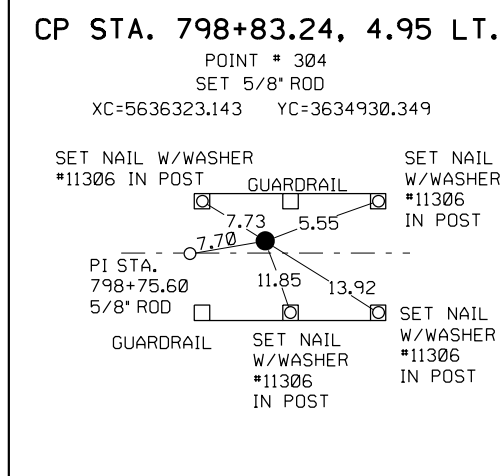 CP STA. 798+83.24, 4.95 LT.
POINT # 304
SET 5/8" ROD
XC=5636323.143 YC=3634930.349
SET NAIL W/WASHER
#11306 IN POST
GUARDRAIL
SET NAIL
W/WASHER
#11306
IN POST
7.73
5.55
7.70
PI STA.
798+75.60
5/8" ROD
11.85
13.92
GUARDRAIL
SET NAIL
W/WASHER
#11306
IN POST
SET NAIL
W/WASHER
#11306
IN POST